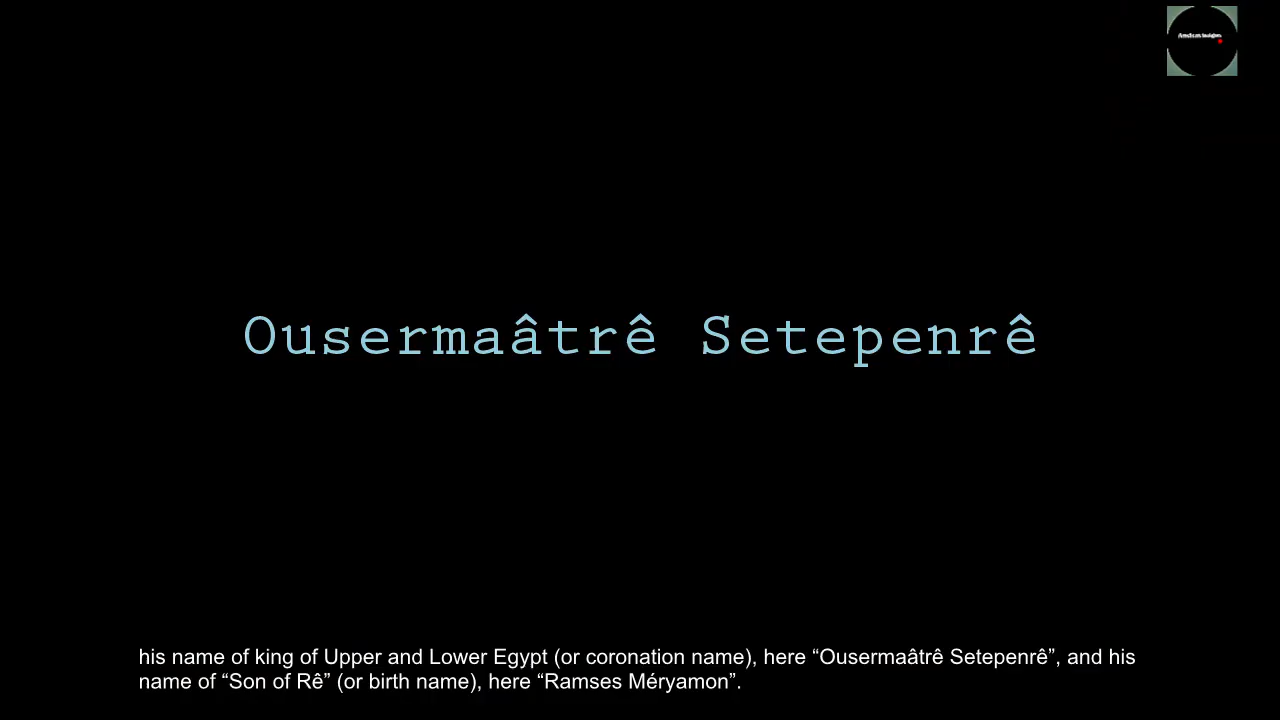 Ousermaâtrê Setepenrê
his name of king of Upper and Lower Egypt (or coronation name), here “Ousermaâtrê Setepenrê”, and his
name of “Son of Rê” (or birth name), here “Ramses Méryamon”.